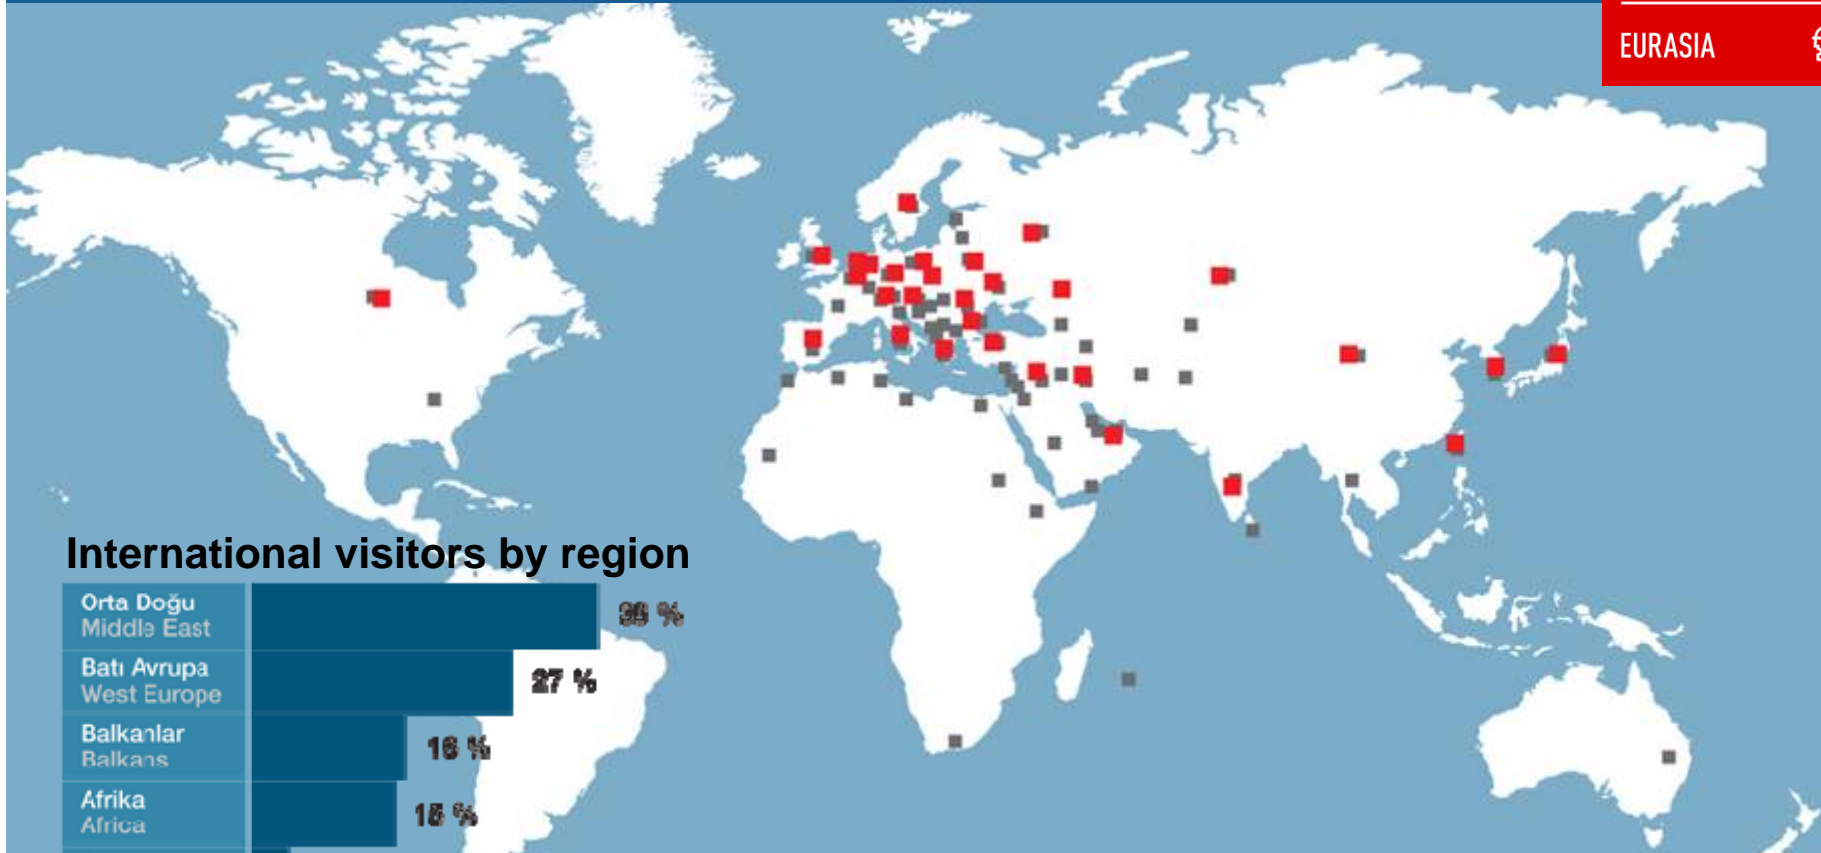 EURASIA
International visitors by region
Orta Doğu
Middle East
%
Batı Avrupa
West Europe
27 %
Balkanlar
Balkans
16 %
Afrika
Africa
15 %